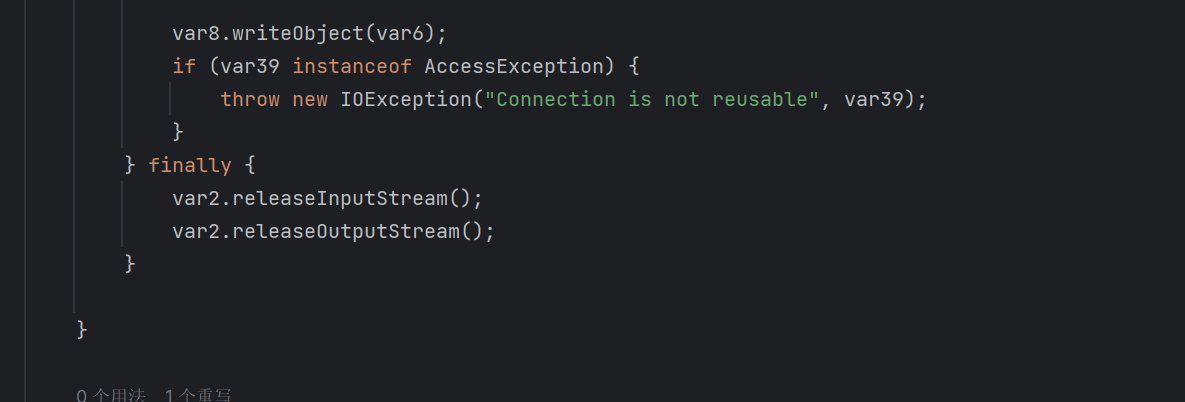 var8.writeObject(var6);
if (var39 instanceof AccessException) {
throw new IOException("Connection is not reusable", var39);
}
} finally {
var2.releaseInputStream();
var2.releaseOutputStream();
}
}
0 个用法 1 个重写